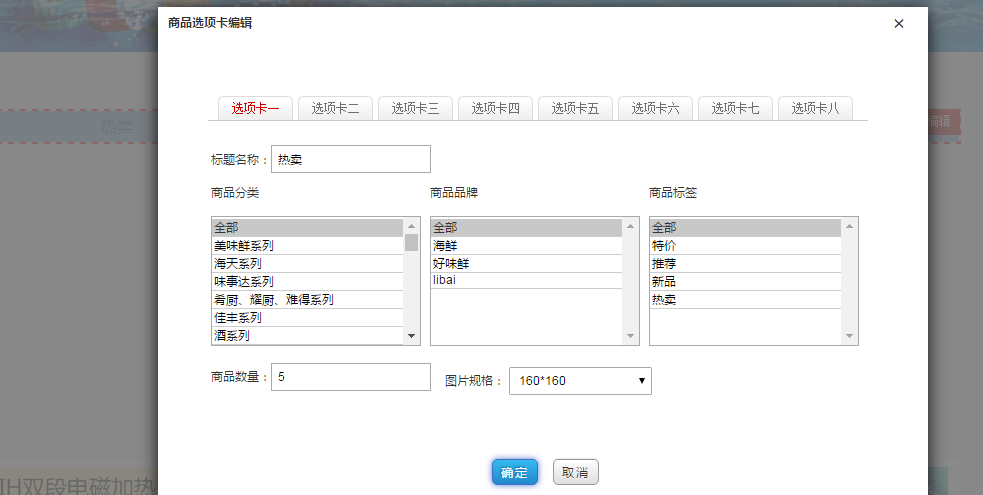 商品选项卡编辑
×
热卖
编辑
选项卡一 选项卡二 选项卡三 选项卡四 选项卡五 选项卡六 选项卡七 选项卡八
标题名称： 热卖
商品分类 商品品牌 商品标签
全部 全部 全部
美味鲜系列 海鲜 特价
海天系列 好味鲜 推荐
味事达系列 libai 新品
肴厨、耀厨、难得系列 热卖
佳丰系列
酒系列
商品数量： 5 图片规格： 160*160
确定 取消
IH双段电磁加热